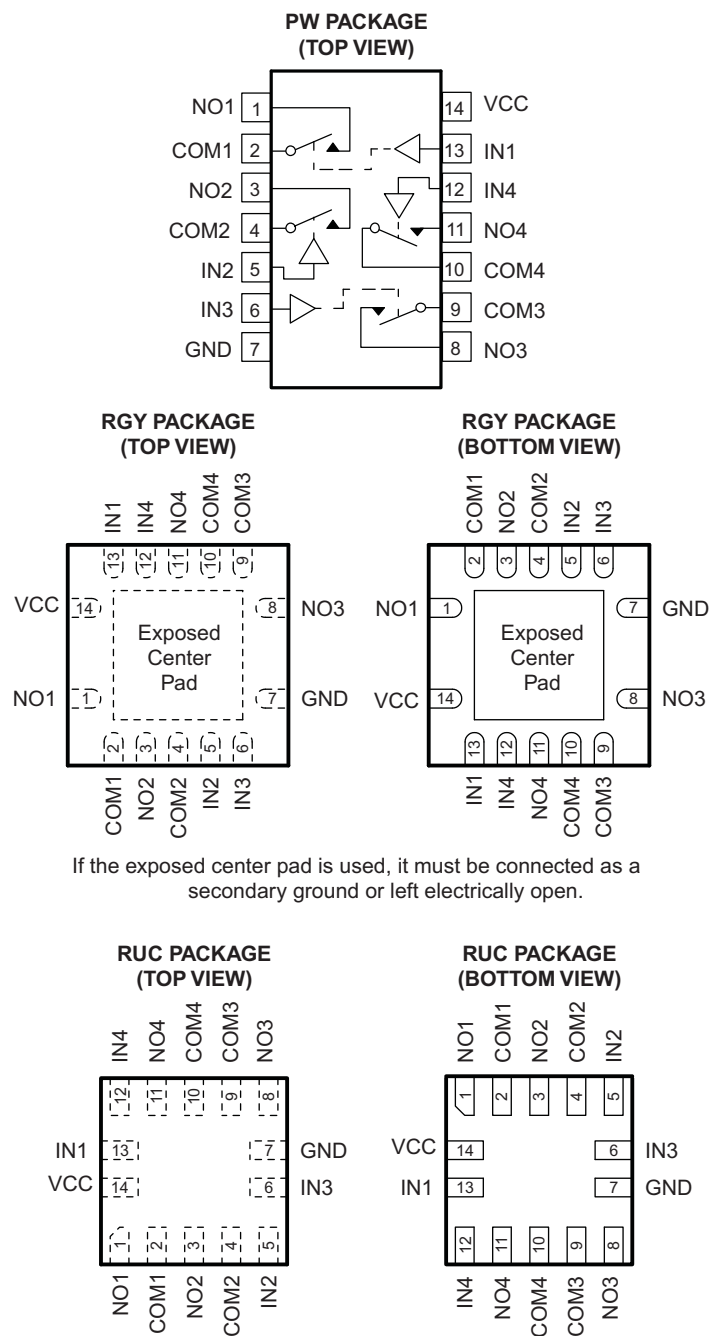 PW PACKAGE
(TOP VIEW)
NO1 1 14 VCC
COM1 2 13 IN1
NO2 3 12 IN4
COM2 4 11 NO4
IN2 5 10 COM4
IN3 6 9 COM3
GND 7 8 NO3
RGY PACKAGE
(TOP VIEW)
IN1 IN4 NO4 COM4 COM3
13 12 11 10 9
VCC 14 8 NO3
Exposed
Center
Pad
NO1 1 7 GND
2 3 4 5 6
COM1 NO2 COM2 IN2 IN3
RGY PACKAGE
(BOTTOM VIEW)
COM1 NO2 COM2 IN2 IN3
2 3 4 5 6
NO1 1 7 GND
Exposed
Center
Pad
VCC 14 8 NO3
13 12 11 10 9
IN1 IN4 NO4 COM4 COM3
If the exposed center pad is used, it must be connected as a
secondary ground or left electrically open.
RUC PACKAGE
(TOP VIEW)
IN4 NO4 COM4 COM3 NO3
12 11 10 9 8
IN1 13 7 GND
VCC 14 6 IN3
1 2 3 4 5
NO1 COM1 NO2 COM2 IN2
RUC PACKAGE
(BOTTOM VIEW)
NO1 COM1 NO2 COM2 IN2
1 2 3 4 5
VCC 14 6 IN3
IN1 13 7 GND
12 11 10 9 8
IN4 NO4 COM4 COM3 NO3